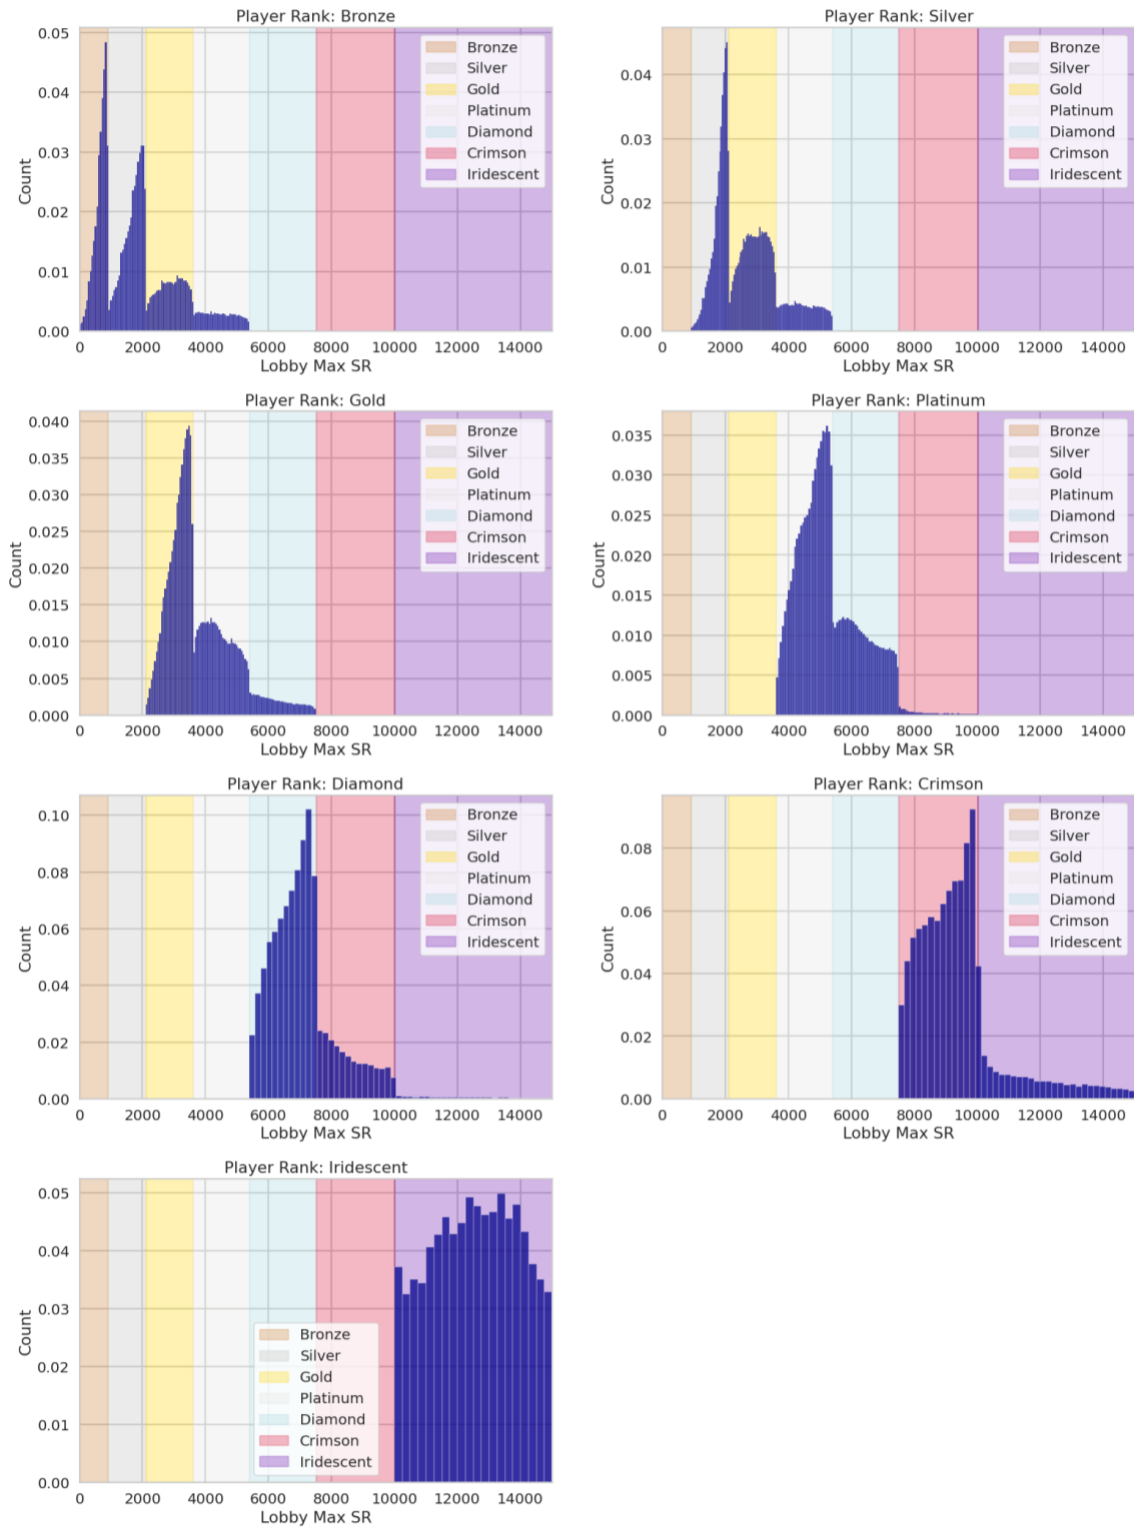 Player Rank: Bronze
0.05
0.04
0.03
0.02
0.01
0.00
Count
0 2000 4000 6000 8000 10000 12000 14000
Lobby Max SR
Bronze
Silver
Gold
Platinum
Diamond
Crimson
Iridescent
Player Rank: Silver
0.04
0.03
0.02
0.01
0.00
Count
0 2000 4000 6000 8000 10000 12000 14000
Lobby Max SR
Bronze
Silver
Gold
Platinum
Diamond
Crimson
Iridescent
Player Rank: Gold
0.040
0.035
0.030
0.025
0.020
0.015
0.010
0.005
0.000
Count
0 2000 4000 6000 8000 10000 12000 14000
Lobby Max SR
Bronze
Silver
Gold
Platinum
Diamond
Crimson
Iridescent
Player Rank: Platinum
0.035
0.030
0.025
0.020
0.015
0.010
0.005
0.000
Count
0 2000 4000 6000 8000 10000 12000 14000
Lobby Max SR
Bronze
Silver
Gold
Platinum
Diamond
Crimson
Iridescent
Player Rank: Diamond
0.10
0.08
0.06
0.04
0.02
0.00
Count
0 2000 4000 6000 8000 10000 12000 14000
Lobby Max SR
Bronze
Silver
Gold
Platinum
Diamond
Crimson
Iridescent
Player Rank: Crimson
0.08
0.06
0.04
0.02
0.00
Count
0 2000 4000 6000 8000 10000 12000 14000
Lobby Max SR
Bronze
Silver
Gold
Platinum
Diamond
Crimson
Iridescent
Player Rank: Iridescent
0.05
0.04
0.03
0.02
0.01
0.00
Count
0 2000 4000 6000 8000 10000 12000 14000
Lobby Max SR
Bronze
Silver
Gold
Platinum
Diamond
Crimson
Iridescent